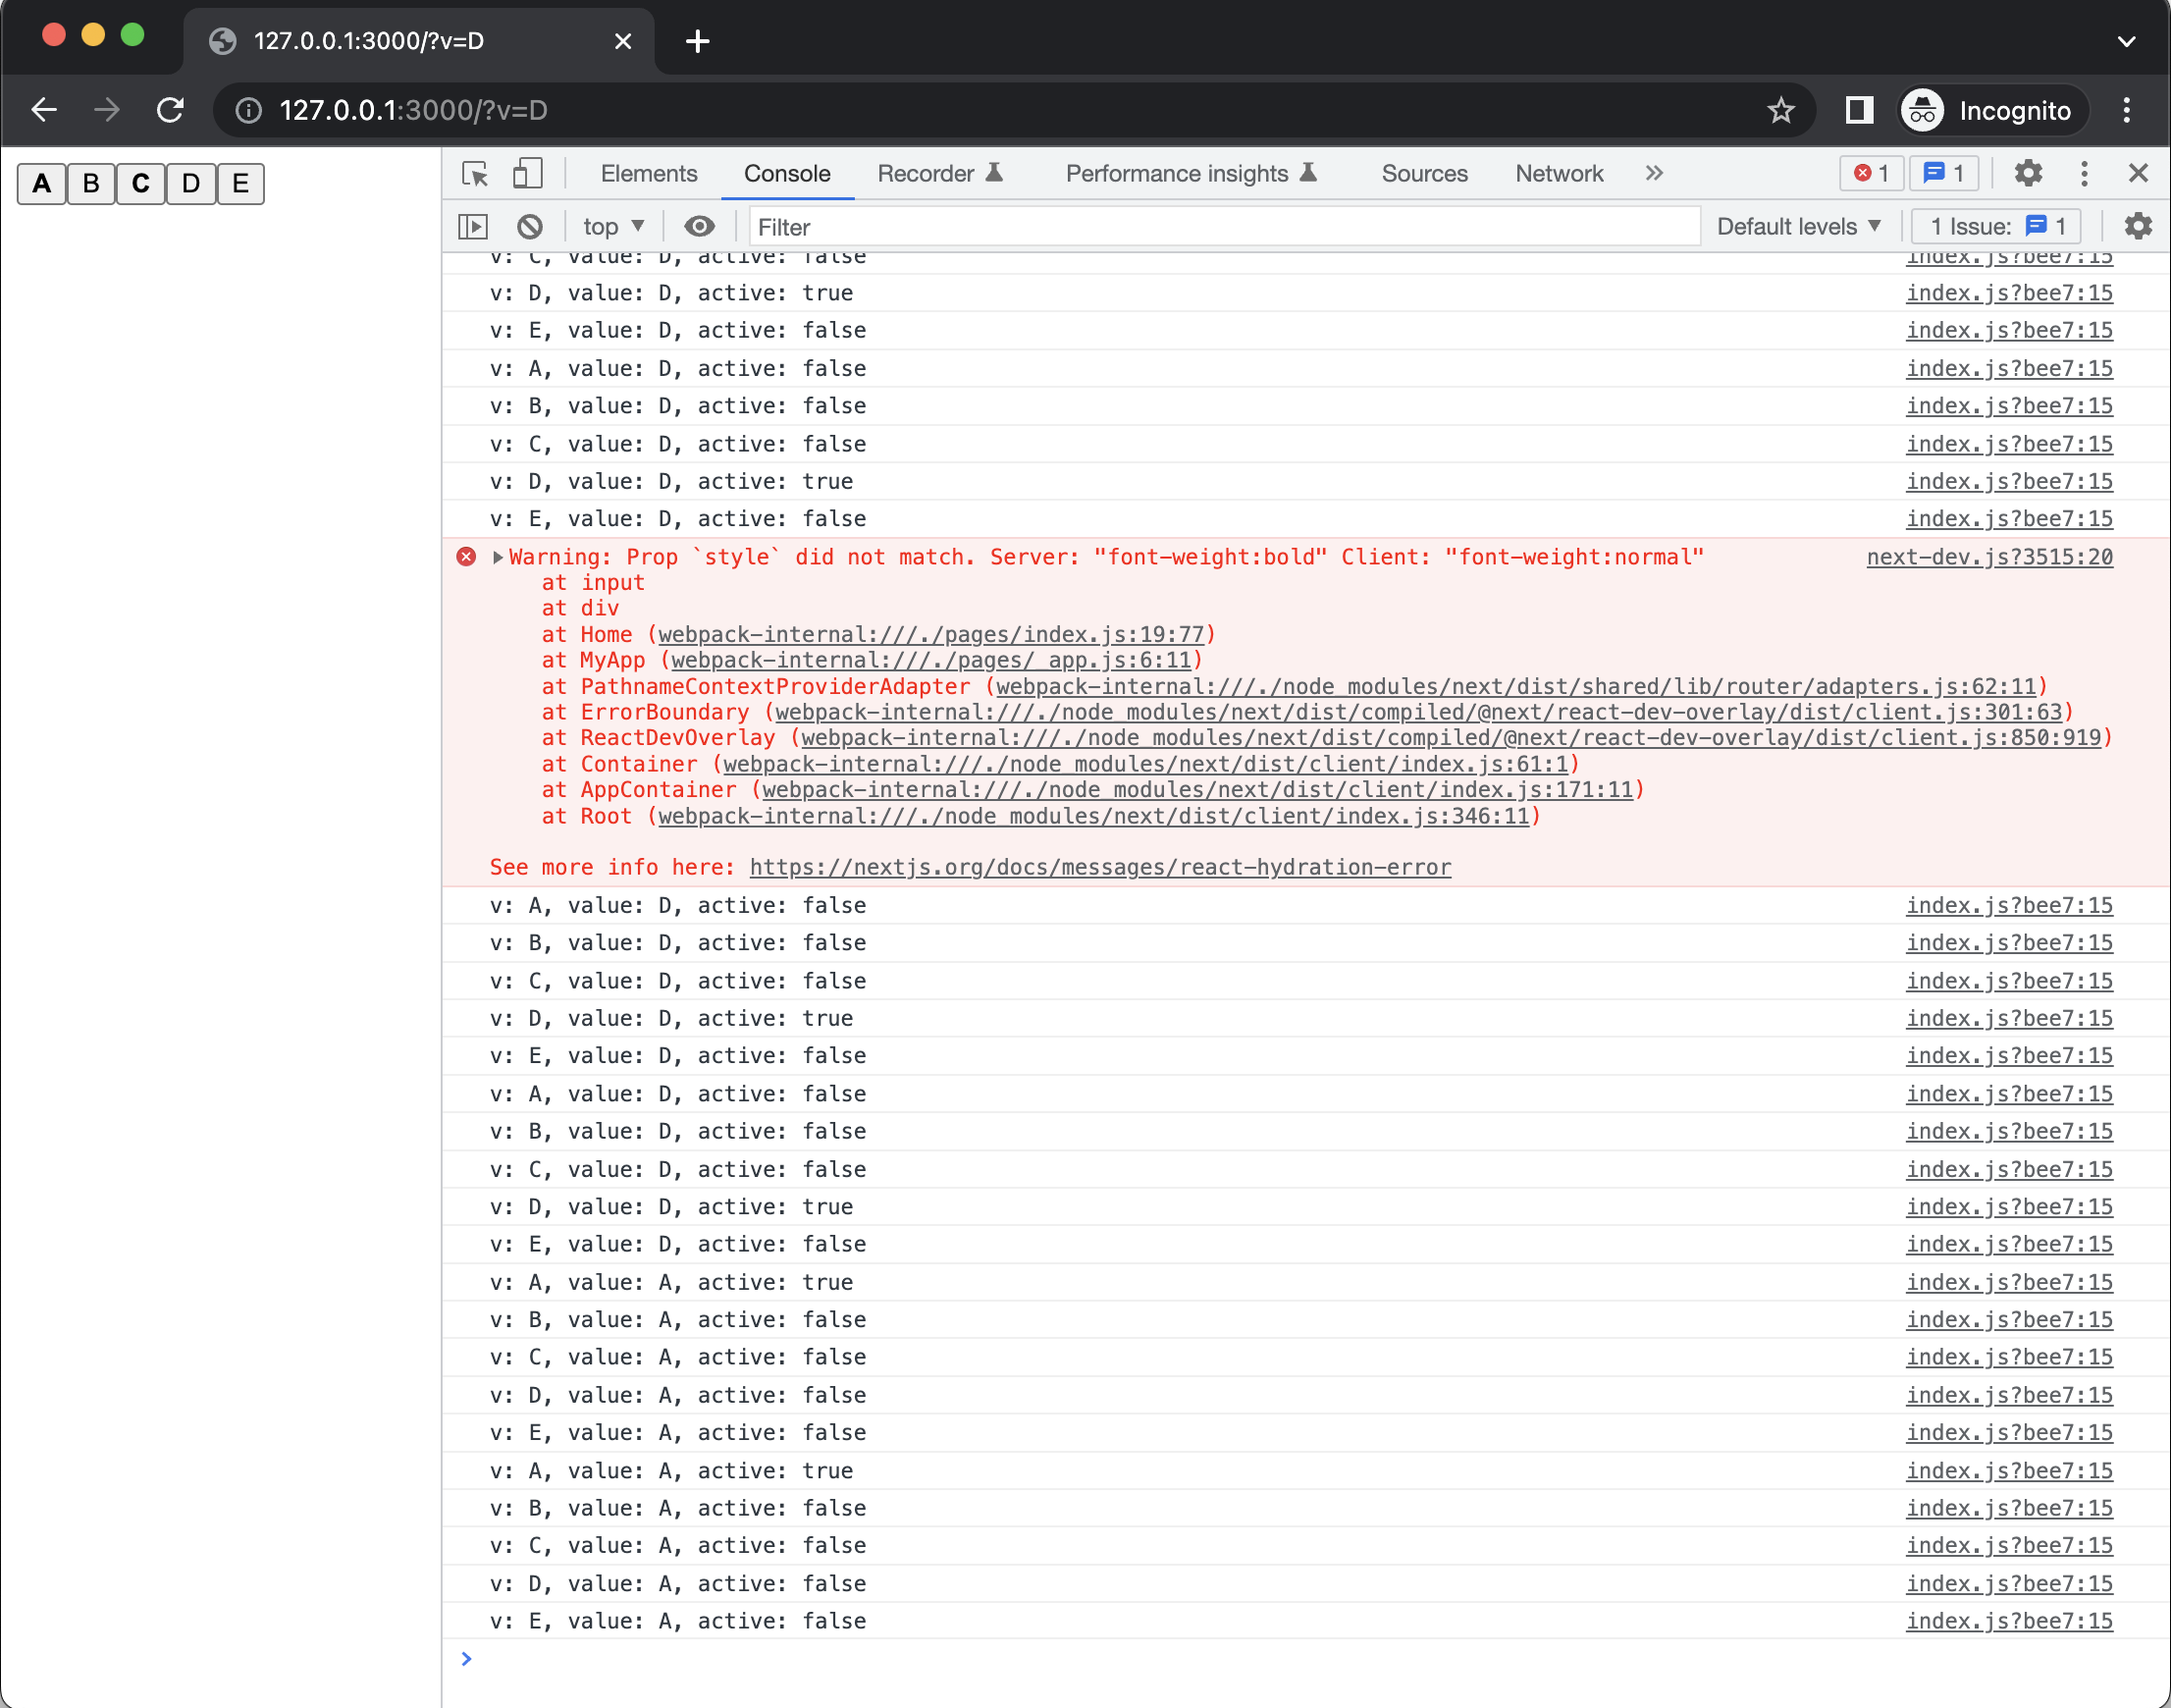 127.0.0.1:3000/?v=D
127.0.0.1:3000/?v=D
Incognito
A B C D E
Elements Console Recorder Performance insights Sources Network 1 1
top Filter Default levels 1 Issue: 1
v: C, value: D, active: false index.js?bee7:15
v: D, value: D, active: true index.js?bee7:15
v: E, value: D, active: false index.js?bee7:15
v: A, value: D, active: false index.js?bee7:15
v: B, value: D, active: false index.js?bee7:15
v: C, value: D, active: false index.js?bee7:15
v: D, value: D, active: true index.js?bee7:15
v: E, value: D, active: false index.js?bee7:15
Warning: Prop `style` did not match. Server: "font-weight:bold" Client: "font-weight:normal" next-dev.js?3515:20
at input
at div
at Home (webpack-internal:///./pages/index.js:19:77)
at MyApp (webpack-internal:///./pages/_app.js:6:11)
at PathnameContextProviderAdapter (webpack-internal:///./node_modules/next/dist/shared/lib/router/adapters.js:62:11)
at ErrorBoundary (webpack-internal:///./node_modules/next/dist/compiled/@next/react-dev-overlay/dist/client.js:301:63)
at ReactDevOverlay (webpack-internal:///./node_modules/next/dist/compiled/@next/react-dev-overlay/dist/client.js:850:919)
at Container (webpack-internal:///./node_modules/next/dist/client/index.js:61:1)
at AppContainer (webpack-internal:///./node_modules/next/dist/client/index.js:171:11)
at Root (webpack-internal:///./node_modules/next/dist/client/index.js:346:11)
See more info here: https://nextjs.org/docs/messages/react-hydration-error
v: A, value: D, active: false index.js?bee7:15
v: B, value: D, active: false index.js?bee7:15
v: C, value: D, active: false index.js?bee7:15
v: D, value: D, active: true index.js?bee7:15
v: E, value: D, active: false index.js?bee7:15
v: A, value: D, active: false index.js?bee7:15
v: B, value: D, active: false index.js?bee7:15
v: C, value: D, active: false index.js?bee7:15
v: D, value: D, active: true index.js?bee7:15
v: E, value: D, active: false index.js?bee7:15
v: A, value: A, active: true index.js?bee7:15
v: B, value: A, active: false index.js?bee7:15
v: C, value: A, active: false index.js?bee7:15
v: D, value: A, active: false index.js?bee7:15
v: E, value: A, active: false index.js?bee7:15
v: A, value: A, active: true index.js?bee7:15
v: B, value: A, active: false index.js?bee7:15
v: C, value: A, active: false index.js?bee7:15
v: D, value: A, active: false index.js?bee7:15
v: E, value: A, active: false index.js?bee7:15